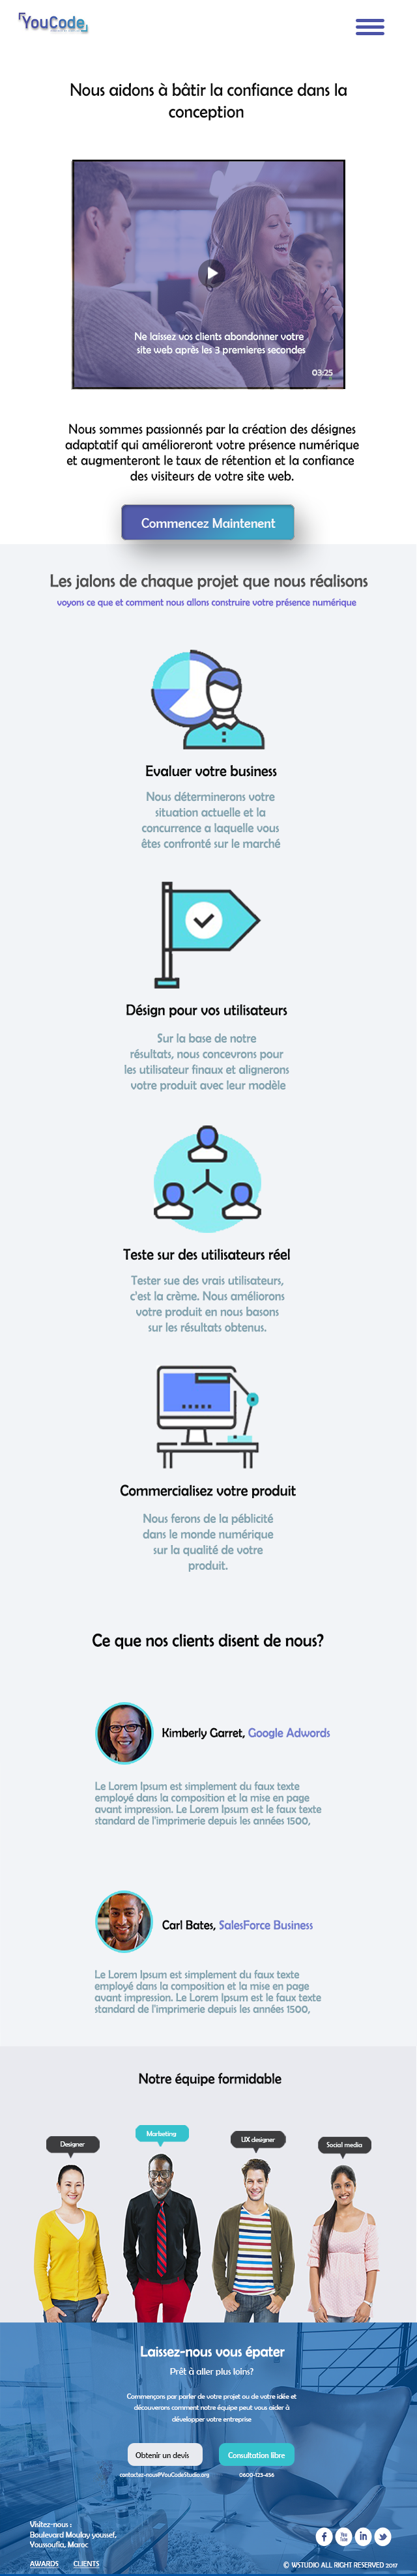 YouCode
Nous aidons à bâtir la confiance dans la
conception
Ne laissez vos clients abondonner votre
site web après les 3 premieres secondes
03:25
Nous sommes passionnés par la création des désignes
adaptatif qui amélioreront votre présence numérique
et augmenteront le taux de rétention et la confiance
des visiteurs de votre site web.
Commencez Maintenent
Les jalons de chaque projet que nous réalisons
voyons ce que et comment nous allons construire votre présence numérique
Evaluer votre business
Nous déterminerons votre
situation actuelle et la
concurrence a laquelle vous
êtes confronté sur le marché
Désign pour vos utilisateurs
Sur la base de notre
résultats, nous concevrons pour
les utilisateur finaux et alignerons
votre produit avec leur modèle
Teste sur des utilisateurs réel
Tester sue des vrais utilisateurs,
c'est la crème. Nous améliorons
votre produit en nous basons
sur les résultats obtenus.
Commercialisez votre produit
Nous ferons de la péblicité
dans le monde numérique
sur la qualité de votre
produit.
Ce que nos clients disent de nous?
Kimberly Garret, Google Adwords
Le Lorem Ipsum est simplement du faux texte
employé dans la composition et la mise en page
avant impression. Le Lorem Ipsum est le faux texte
standard de l'imprimerie depuis les années 1500,
Carl Bates, SalesForce Business
Le Lorem Ipsum est simplement du faux texte
employé dans la composition et la mise en page
avant impression. Le Lorem Ipsum est le faux texte
standard de l'imprimerie depuis les années 1500,
Notre équipe formidable
Designer
Marketing
UX designer
Social media
Laissez-nous vous épater
Prêt à aller plus loins?
Commençons par parler de votre projet ou de votre idée et
découverons comment notre équipe peut vous aider à
développer votre entreprise
Obtenir un devis
Consultation libre
contactez-nous@YouCodeStudio.org
0600-123-456
Visitez-nous :
Boulevard Moulay youssef,
Youssoufia, Maroc
AWARDS CLIENTS
© WSTUDIO ALL RIGHT RESERVED 2017